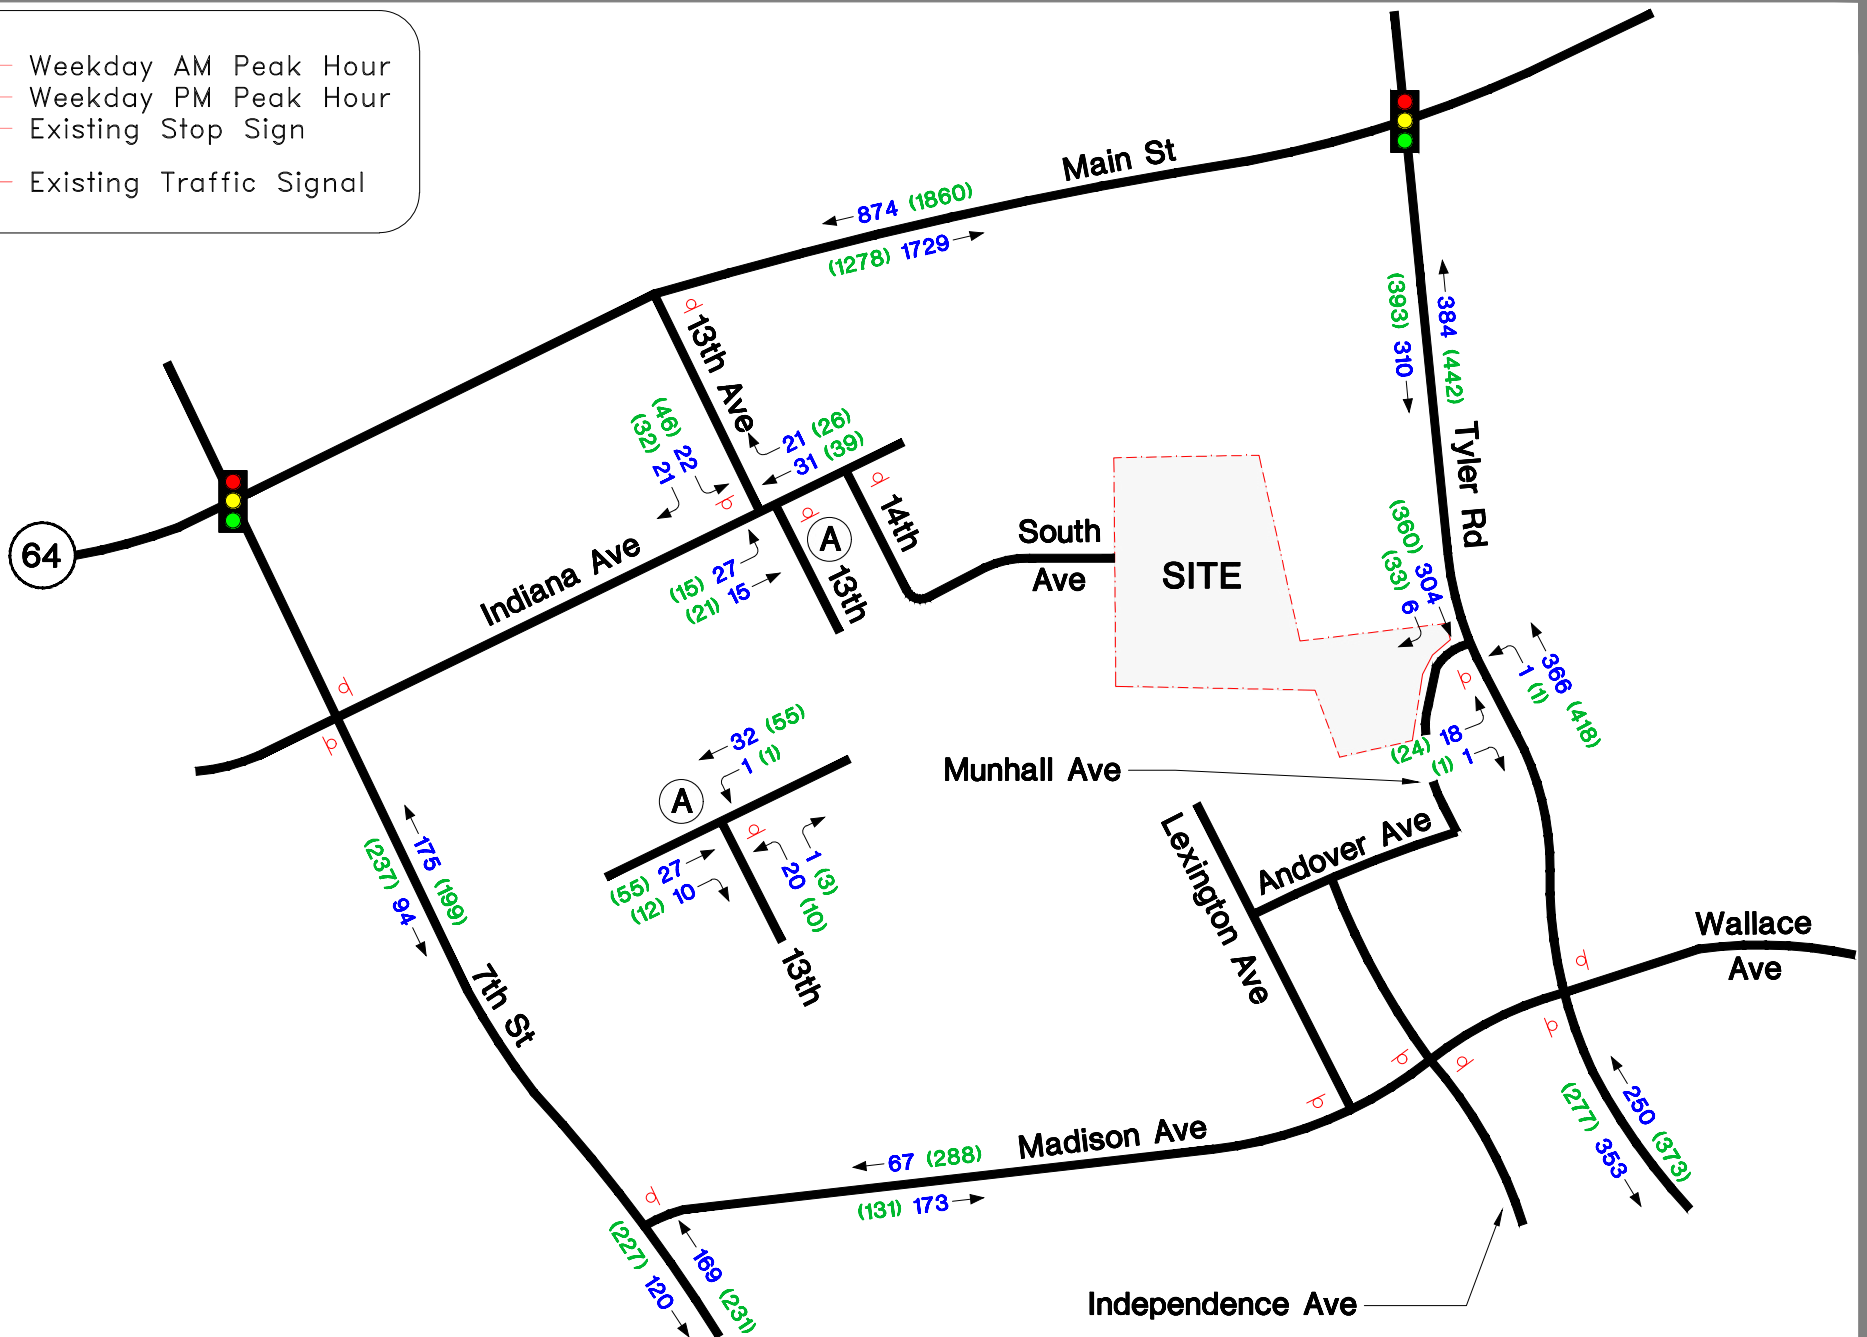 Weekday AM Peak Hour
Weekday PM Peak Hour
Existing Stop Sign
Existing Traffic Signal
Main St
874 (1860)
(1278) 1729
(393) 310
384 (442)
Tyler Rd
13th Ave
(46) 22
(32) 21
21 (26)
31 (39)
64
Indiana Ave
(15) 27
(21) 15
A
13th
14th
South
Ave
SITE
(360) 304
(33) 6
366 (418)
1 (1)
(24) 18
(1) 1
Munhall Ave
32 (55)
1 (1)
A
(55) 27
(12) 10
1 (3)
20 (10)
13th
175 (199)
(237) 94
7th St
Lexington Ave
Andover Ave
Wallace
Ave
Madison Ave
67 (288)
(131) 173
250 (373)
(277) 353
(227) 120
169 (231)
Independence Ave